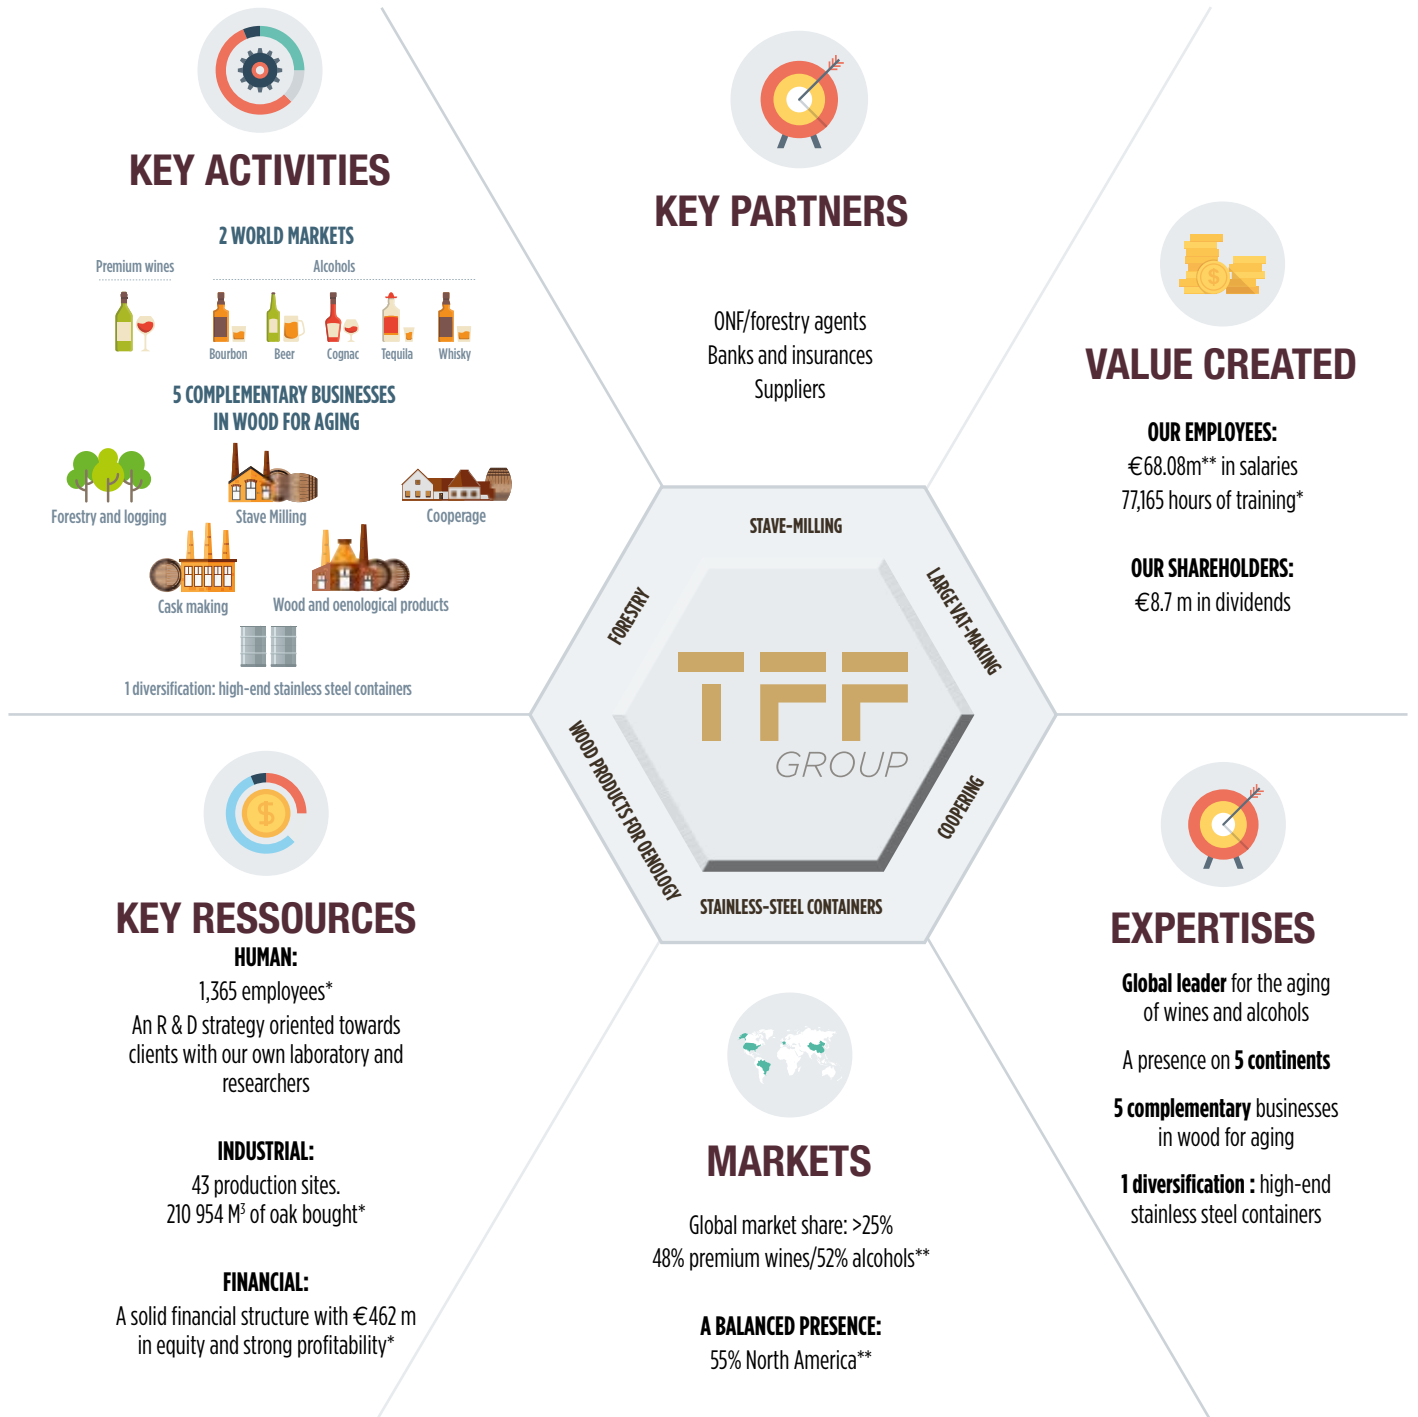 KEY ACTIVITIES
2 WORLD MARKETS
Premium wines
Alcohols
Bourbon
Beer
Cognac
Tequila
Whisky
5 COMPLEMENTARY BUSINESSES
IN WOOD FOR AGING
Forestry and logging
Stave Milling
Cooperage
Cask making
Wood and oenological products
1 diversification: high-end stainless steel containers
KEY PARTNERS
ONF/forestry agents
Banks and insurances
Suppliers
VALUE CREATED
OUR EMPLOYEES:
€68.08m** in salaries
77,165 hours of training*
OUR SHAREHOLDERS:
€8.7 m in dividends
STAVE-MILLING
FORESTRY
LARGE VAT-MAKING
TFF
GROUP
WOOD PRODUCTS FOR OENOLOGY
COOPERING
STAINLESS-STEEL CONTAINERS
KEY RESSOURCES
HUMAN:
1,365 employees*
An R & D strategy oriented towards
clients with our own laboratory and
researchers
INDUSTRIAL:
43 production sites.
210 954 M³ of oak bought*
FINANCIAL:
A solid financial structure with €462 m
in equity and strong profitability*
MARKETS
Global market share: >25%
48% premium wines/52% alcohols**
A BALANCED PRESENCE:
55% North America**
EXPERTISES
Global leader for the aging
of wines and alcohols
A presence on 5 continents
5 complementary businesses
in wood for aging
1 diversification : high-end
stainless steel containers